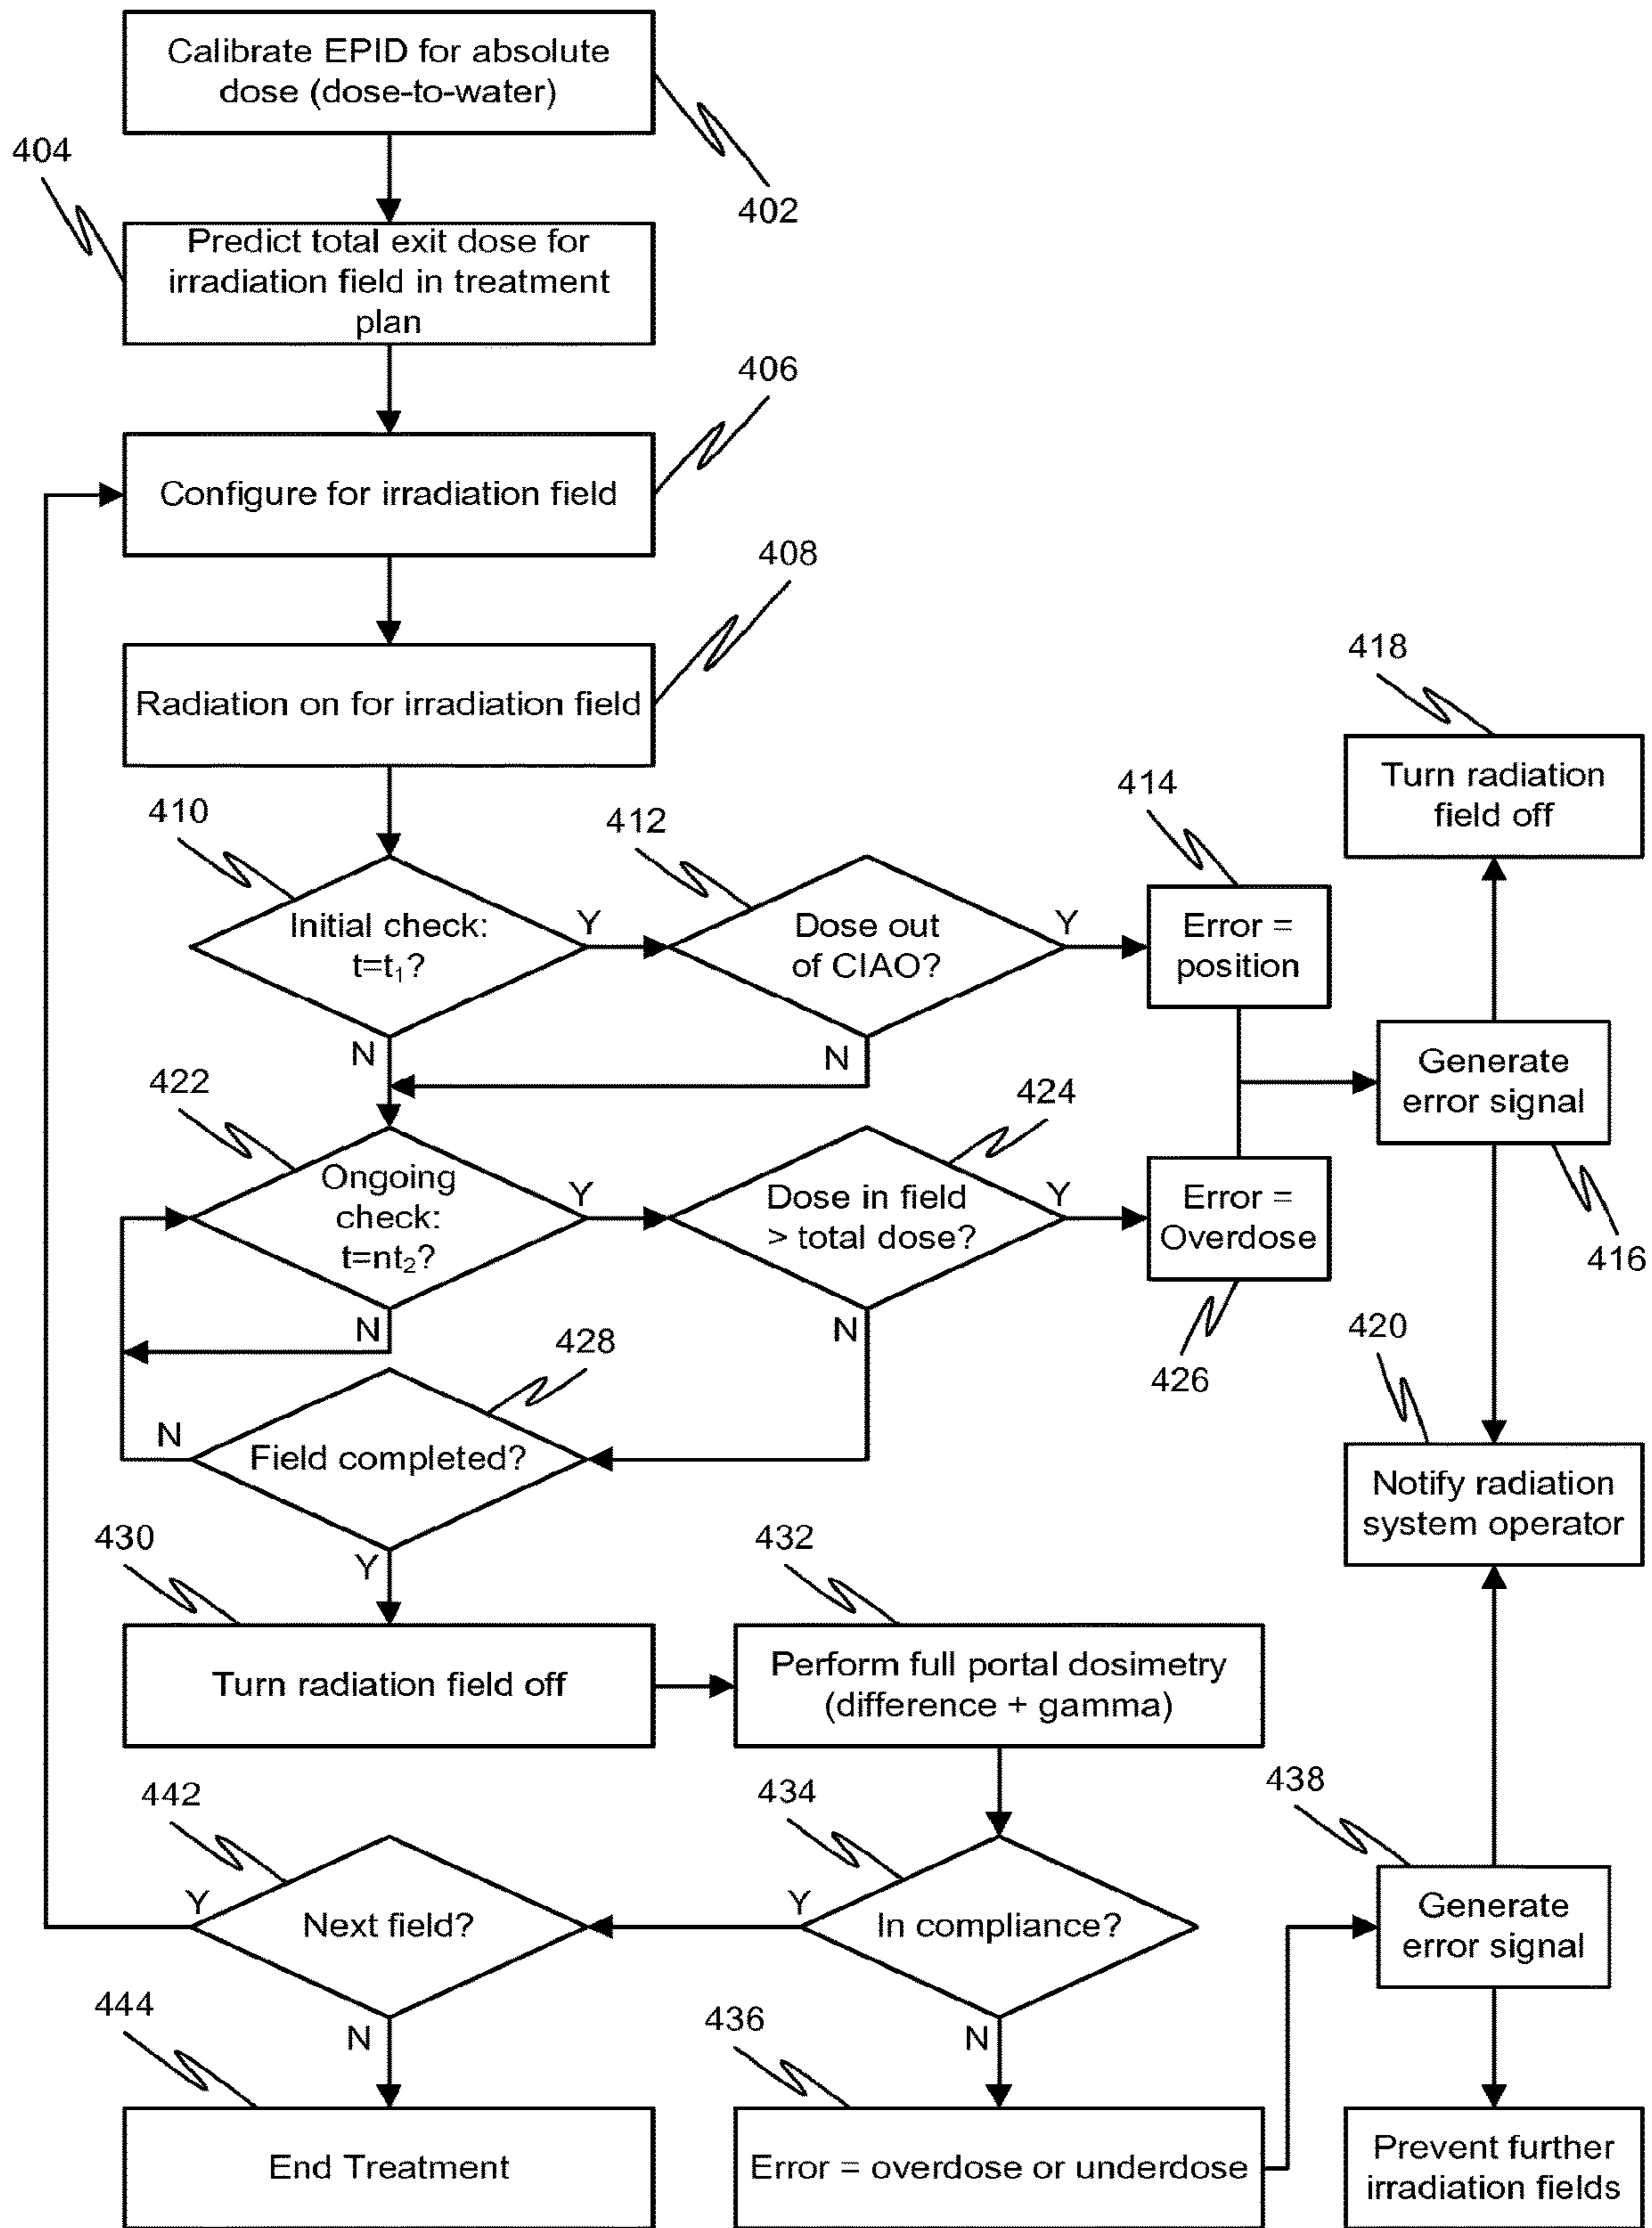 Calibrate EPID for absolute
dose (dose-to-water)
402
404
Predict total exit dose for
irradiation field in treatment
plan
406
Configure for irradiation field
408
Radiation on for irradiation field
410
Initial check:
t=t₁?
Y
N
412
Dose out
of CIAO?
Y
N
414
Error =
position
418
Turn radiation
field off
Generate
error signal
416
422
Ongoing
check:
t=nt₂?
Y
N
424
Dose in field
> total dose?
Y
N
Error =
Overdose
426
420
Notify radiation
system operator
428
Field completed?
N
Y
430
Turn radiation field off
432
Perform full portal dosimetry
(difference + gamma)
434
In compliance?
Y
N
442
Next field?
Y
N
438
Generate
error signal
444
End Treatment
436
Error = overdose or underdose
Prevent further
irradiation fields